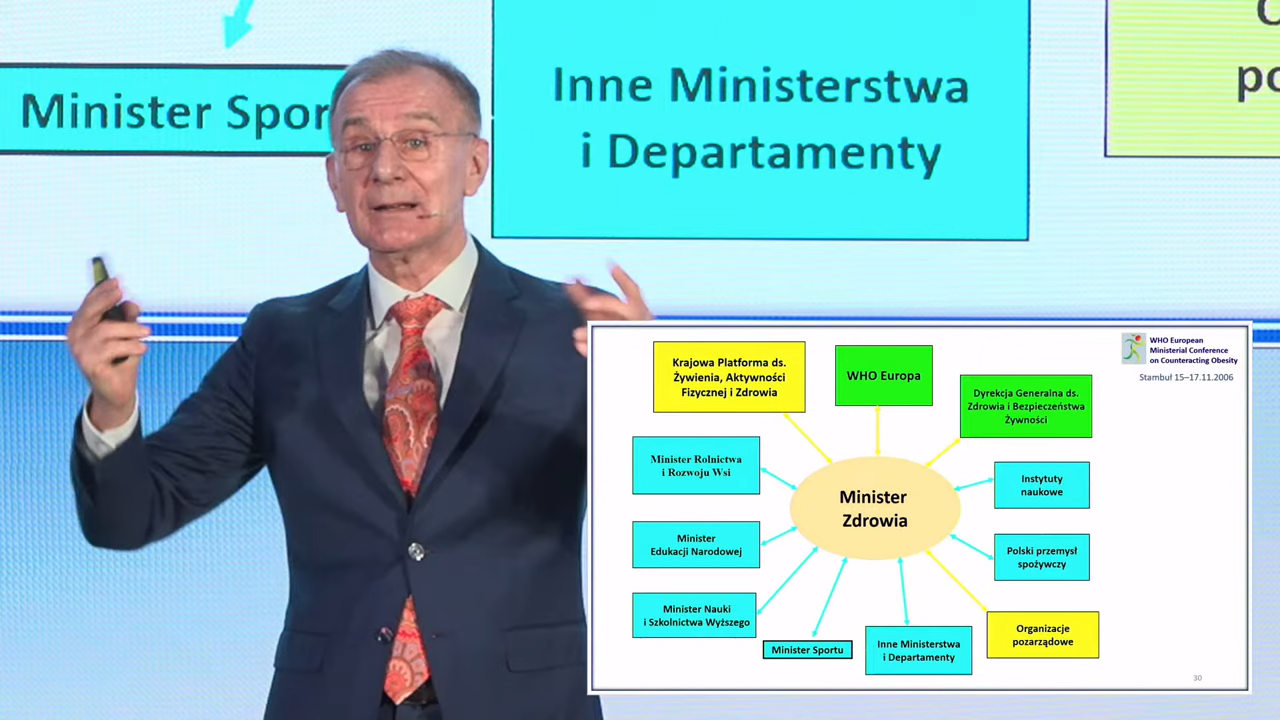 Minister Spor
Inne Ministerstwa
i Departamenty
WHO European
Ministerial Conference
on Counteracting Obesity
Stambuł 15–17.11.2006
Krajowa Platforma ds.
Żywienia, Aktywności
Fizycznej i Zdrowia
WHO Europa
Dyrekcja Generalna ds.
Zdrowia i Bezpieczeństwa
Żywności
Minister Rolnictwa
i Rozwoju Wsi
Instytuty
naukowe
Minister
Zdrowia
Minister
Edukacji Narodowej
Polski przemysł
spożywczy
Minister Nauki
i Szkolnictwa Wyższego
Minister Sportu
Inne Ministerstwa
i Departamenty
Organizacje
pozarządowe
30